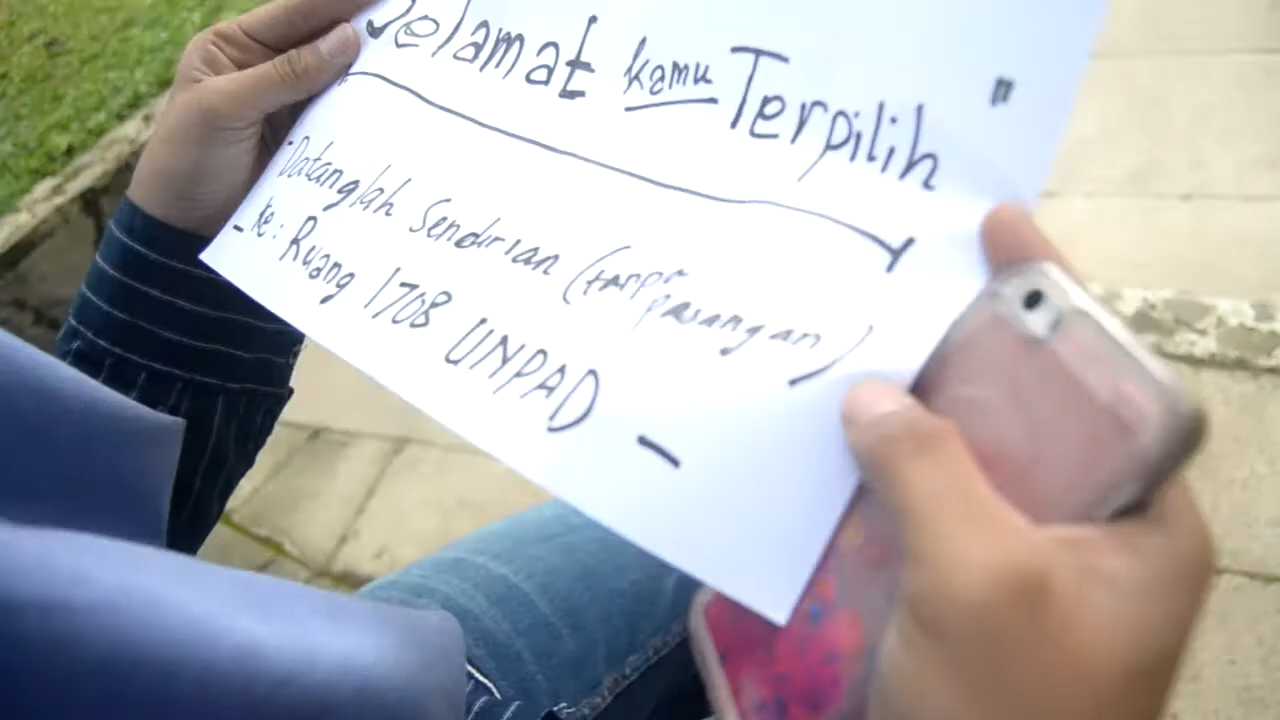 Selamat kamu Terpilih "
"Datanglah Sendirian (tanpa pasangan)
_ ke : Ruang 1708 UNPAD _